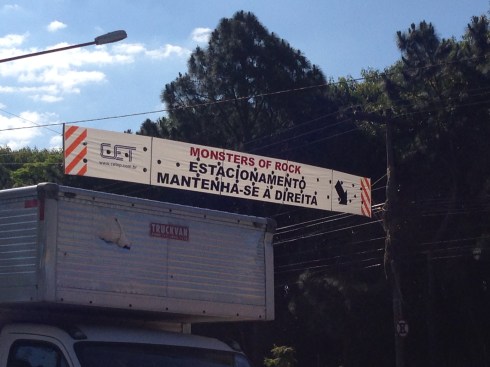 CET
MONSTERS OF ROCK
ESTACIONAMENTO
MANTENHA-SE À DIREITA
TRUCKVAN